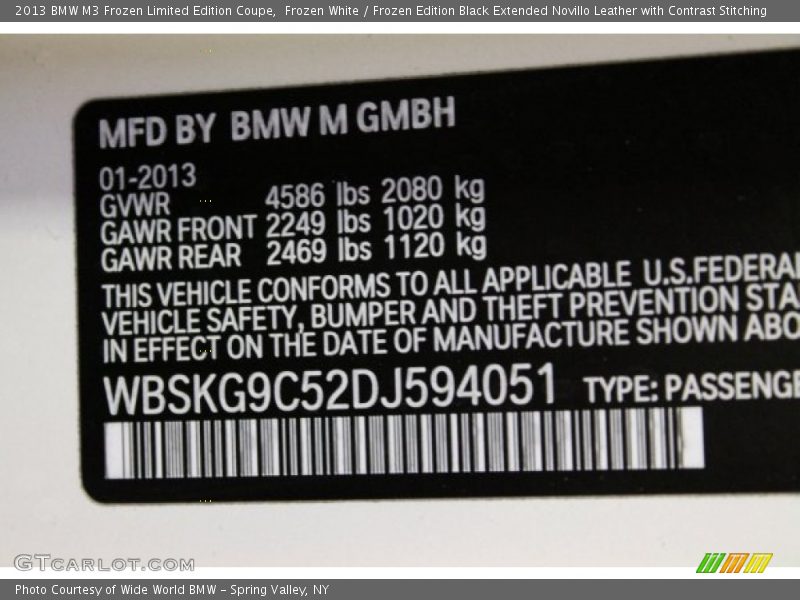 2013 BMW M3 Frozen Limited Edition Coupe,  Frozen White / Frozen Edition Black Extended Novillo Leather with Contrast Stitching
MFD BY BMW M GMBH
01-2013
GVWR 4586 lbs 2080 kg
GAWR FRONT 2249 lbs 1020 kg
GAWR REAR 2469 lbs 1120 kg
THIS VEHICLE CONFORMS TO ALL APPLICABLE U.S.FEDERAL
VEHICLE SAFETY, BUMPER AND THEFT PREVENTION STA
IN EFFECT ON THE DATE OF MANUFACTURE SHOWN ABO
WBSKG9C52DJ594051 TYPE: PASSENGE
GTCARLOT.COM
Photo Courtesy of Wide World BMW – Spring Valley, NY